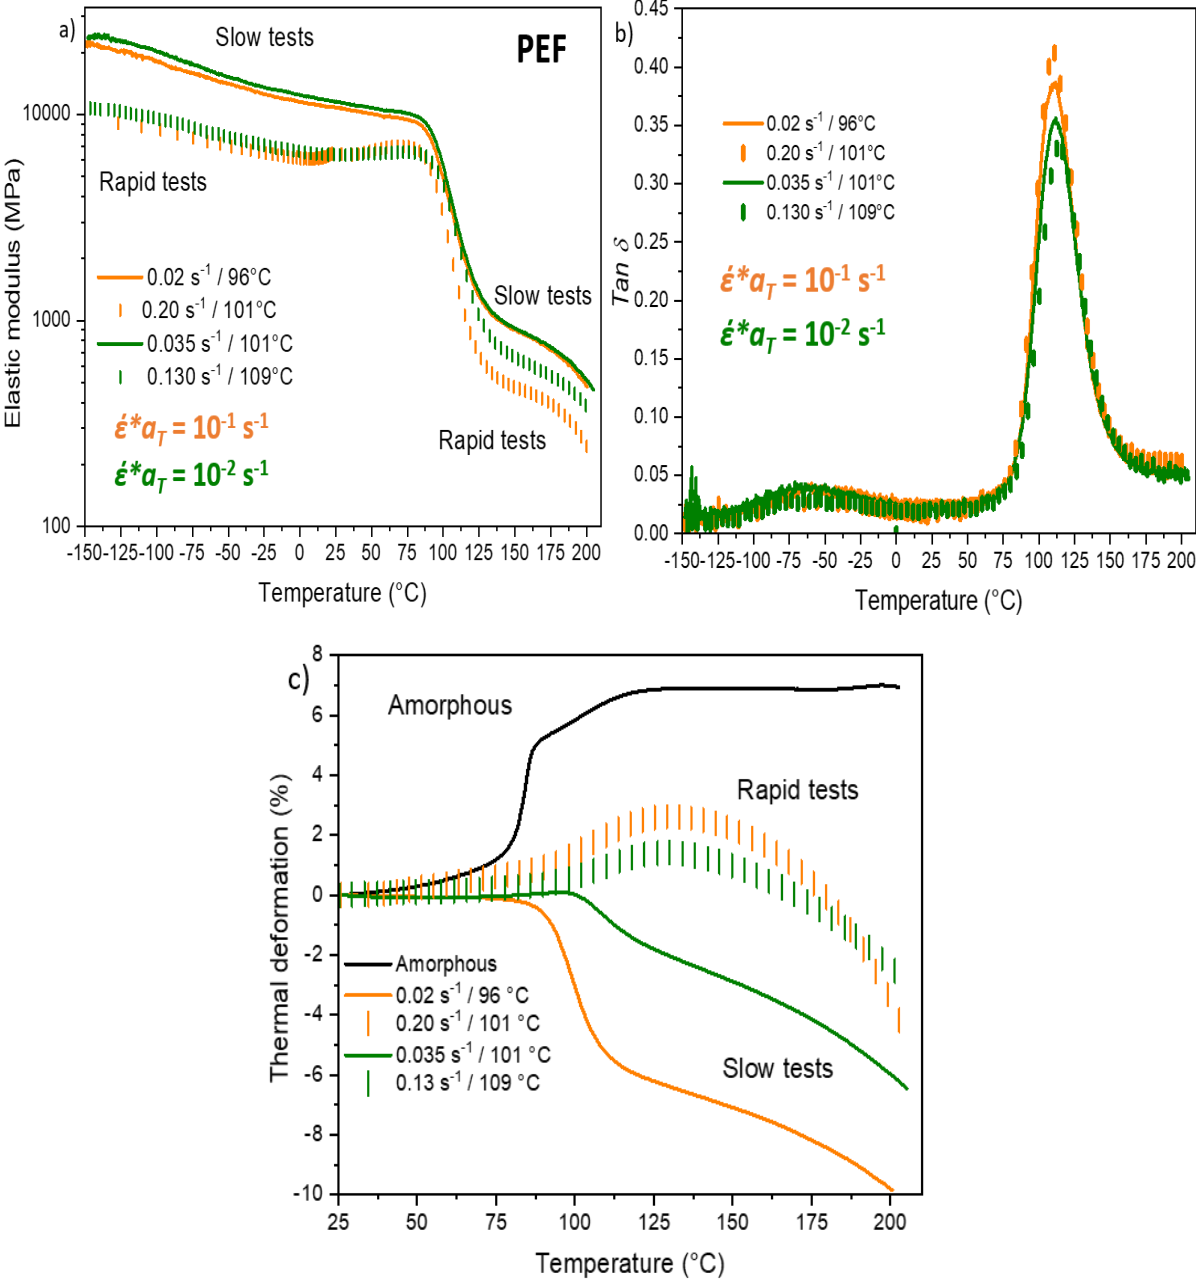 a)
Slow tests
PEF
10000
1000
100
Rapid tests
0.02 s-1 / 96°C
0.20 s-1 / 101°C
0.035 s-1 / 101°C
0.130 s-1 / 109°C
Slow tests
Rapid tests
έ*aT = 10-1 s-1
έ*aT = 10-2 s-1
Elastic modulus (MPa)
-150 -125 -100 -75 -50 -25 0 25 50 75 100 125 150 175 200
Temperature (°C)
b)
0.45
0.40
0.35
0.30
0.25
0.20
0.15
0.10
0.05
0.00
Tan δ
0.02 s-1 / 96°C
0.20 s-1 / 101°C
0.035 s-1 / 101°C
0.130 s-1 / 109°C
έ*aT = 10-1 s-1
έ*aT = 10-2 s-1
-150 -125 -100 -75 -50 -25 0 25 50 75 100 125 150 175 200
Temperature (°C)
c)
8
6
4
2
0
-2
-4
-6
-8
-10
Thermal deformation (%)
Amorphous
Rapid tests
Amorphous
0.02 s-1 / 96 °C
0.20 s-1 / 101 °C
0.035 s-1 / 101 °C
0.13 s-1 / 109 °C
Slow tests
25 50 75 100 125 150 175 200
Temperature (°C)